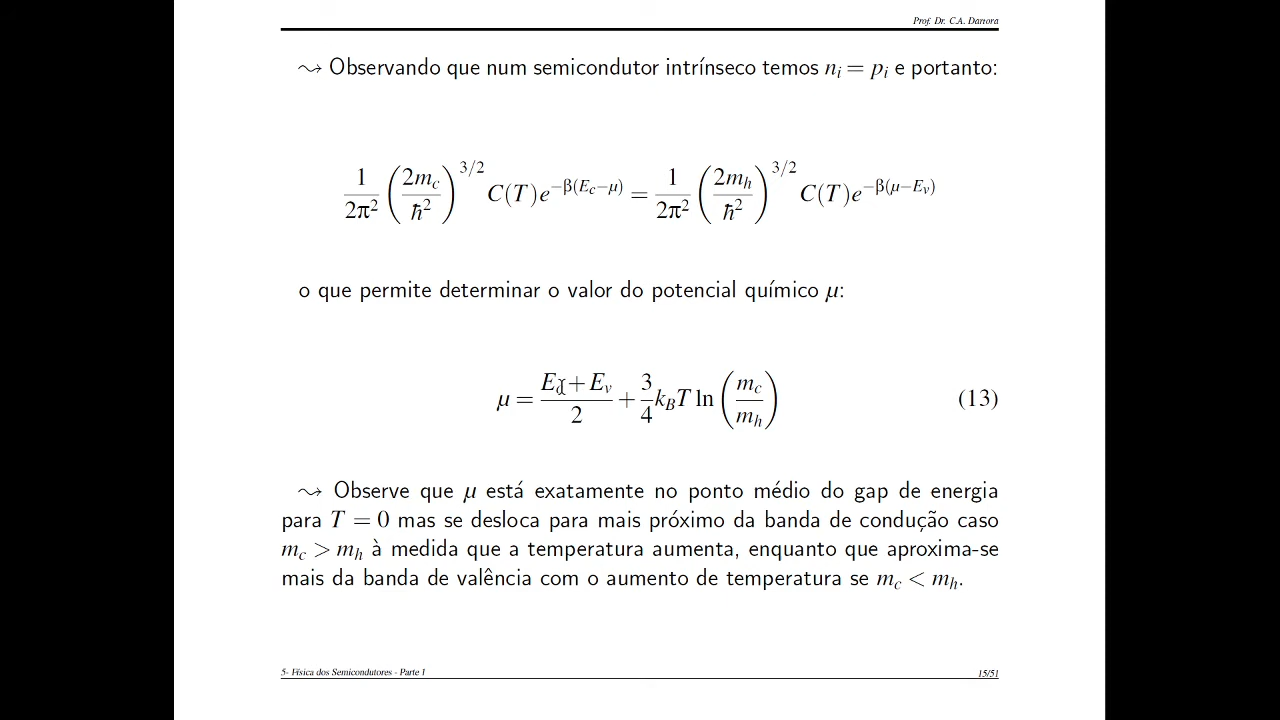 Prof. Dr. C.A. Dartora
⤳ Observando que num semicondutor intrínseco temos nᵢ = pᵢ e portanto:
1/2π² (2m_c/ħ²)^{3/2} C(T)e^{−β(E_c−μ)} = 1/2π² (2m_h/ħ²)^{3/2} C(T)e^{−β(μ−E_v)}
o que permite determinar o valor do potencial químico μ:
μ = (E_c + E_v)/2 + 3/4 k_B T ln (m_c/m_h) (13)
⤳ Observe que μ está exatamente no ponto médio do gap de energia
para T = 0 mas se desloca para mais próximo da banda de condução caso
m_c > m_h à medida que a temperatura aumenta, enquanto que aproxima-se
mais da banda de valência com o aumento de temperatura se m_c < m_h.
5- Física dos Semicondutores - Parte 1 15/51